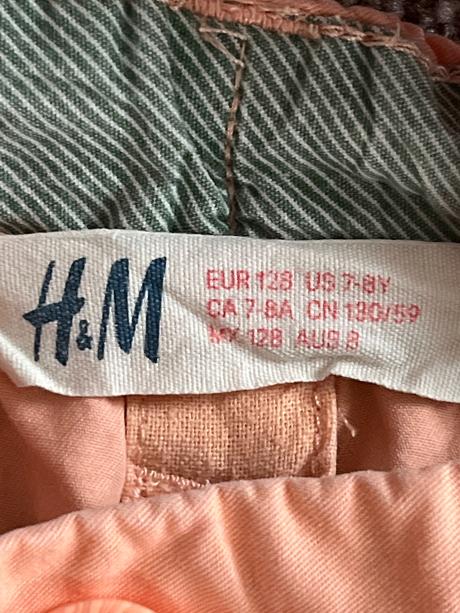 H&M
EUR 128 US 7-8Y
CA 7-8A CN 130/59
MX 128 AUS 8